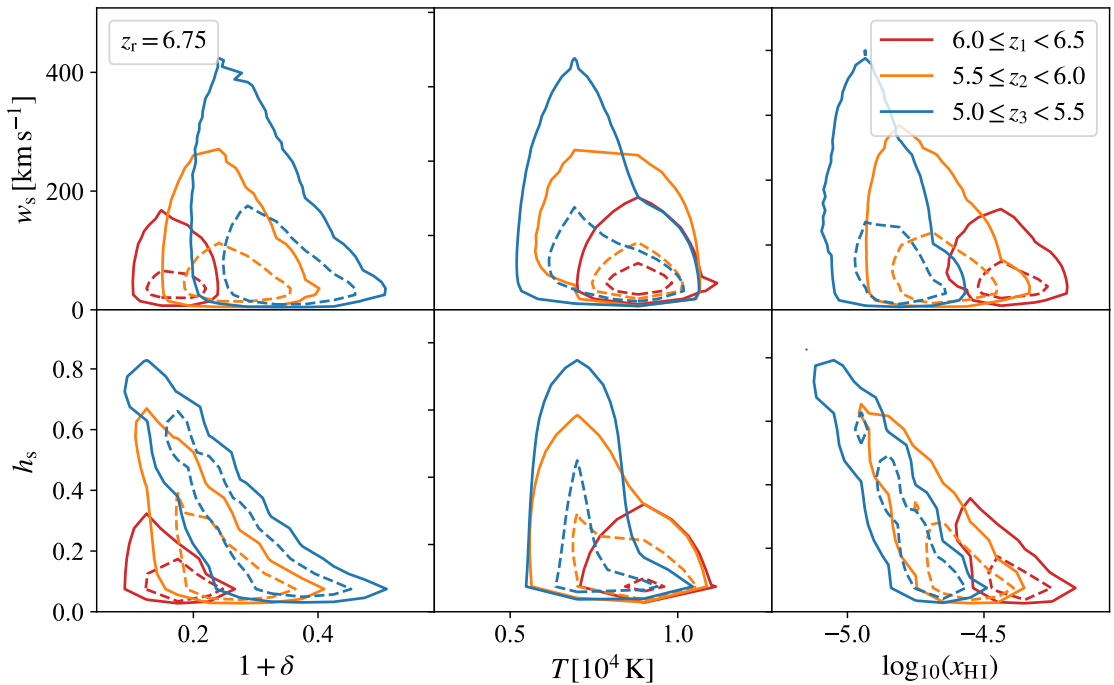 z_r = 6.75
6.0 ≤ z_1 < 6.5
5.5 ≤ z_2 < 6.0
5.0 ≤ z_3 < 5.5
w_s [km s^−1]
400
200
0
h_s
0.8
0.6
0.4
0.2
0.0
0.2 0.4
0.5 1.0
−5.0 −4.5
1 + δ
T [10^4 K]
log_10(x_HI)